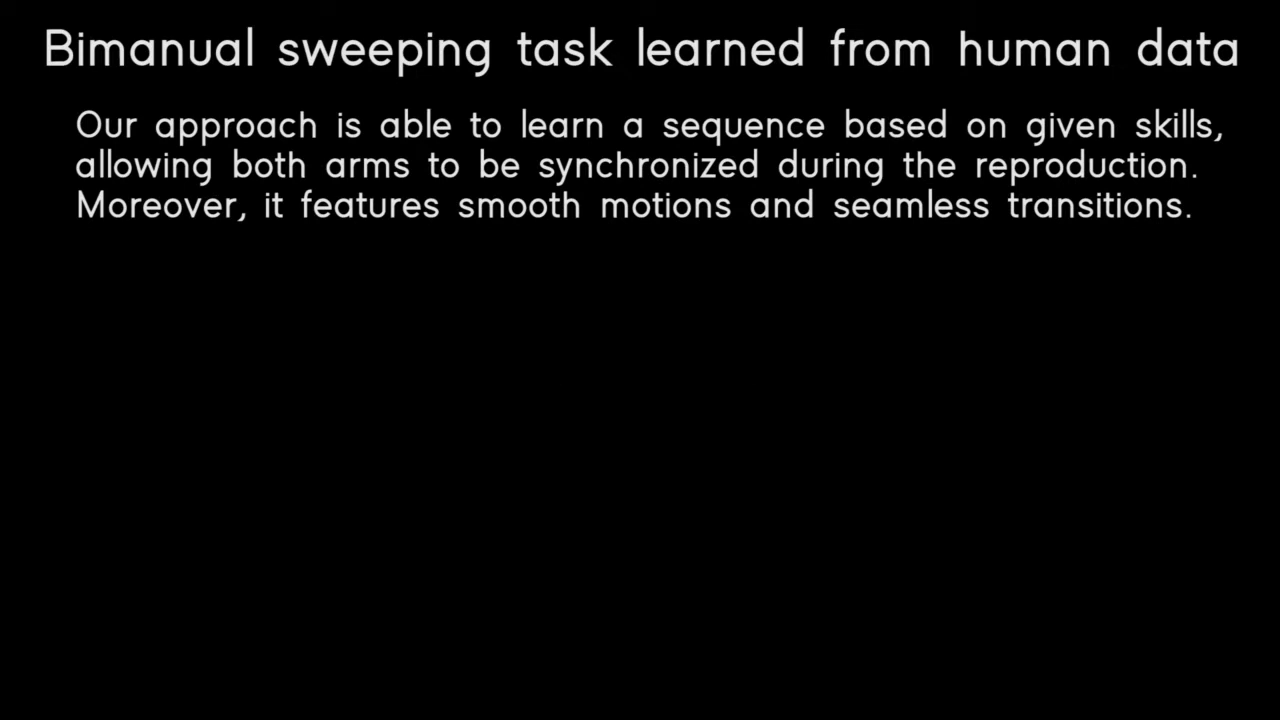 Bimanual sweeping task learned from human data
Our approach is able to learn a sequence based on given skills,
allowing both arms to be synchronized during the reproduction.
Moreover, it features smooth motions and seamless transitions.